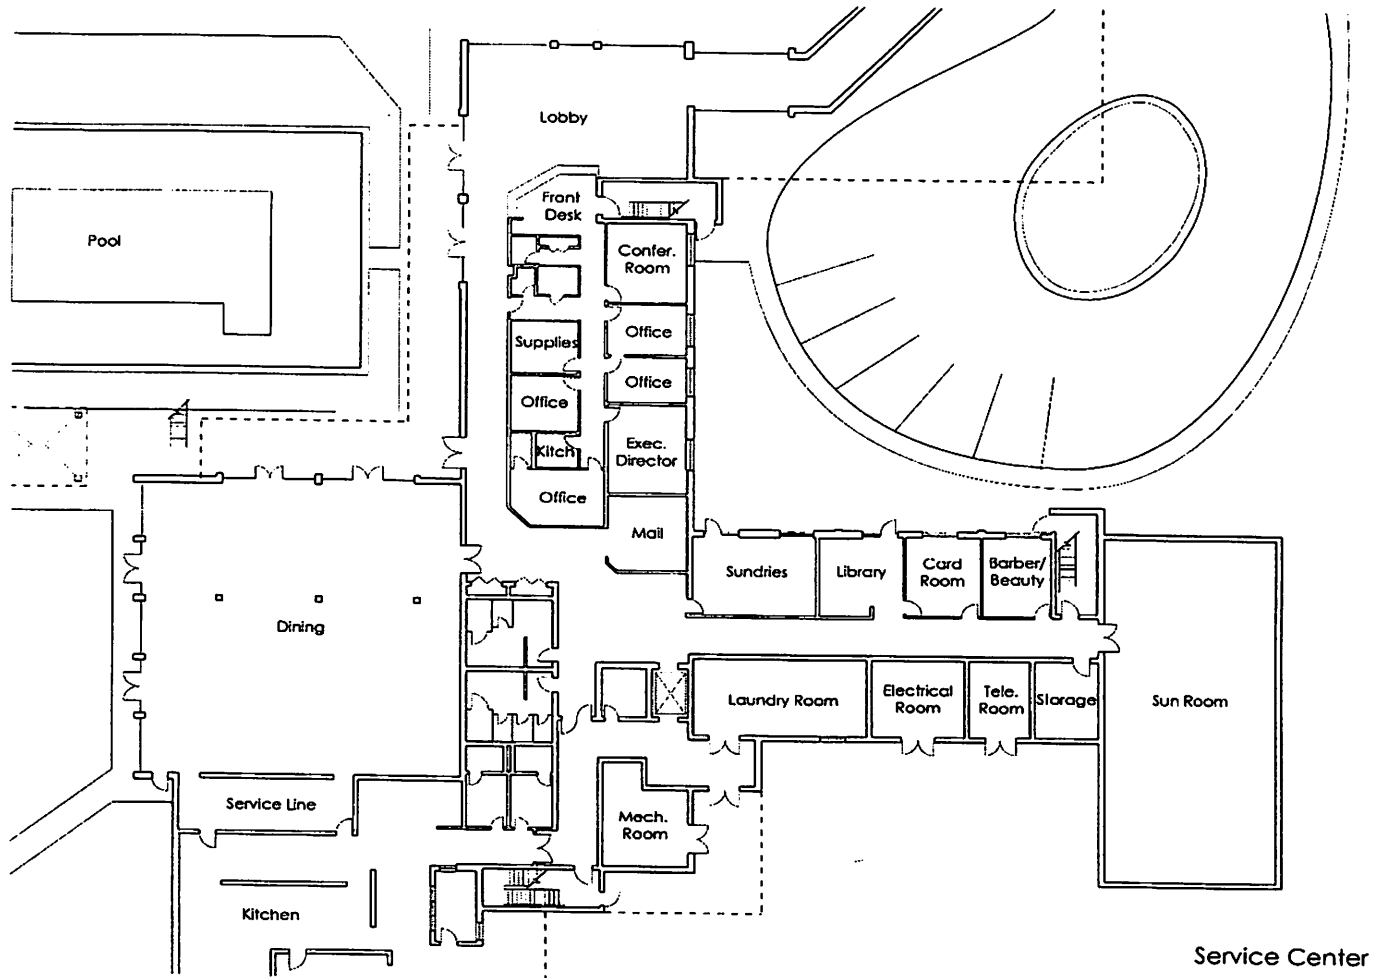 Lobby
Front
Desk
Pool
Confer.
Room
Office
Supplies
Office
Office
Kitch
Exec.
Director
Office
Mail
Sundries
Library
Card
Room
Barber/
Beauty
Dining
Laundry Room
Electrical
Room
Tele.
Room
Storage
Sun Room
Service Line
Mech.
Room
Kitchen
Service Center